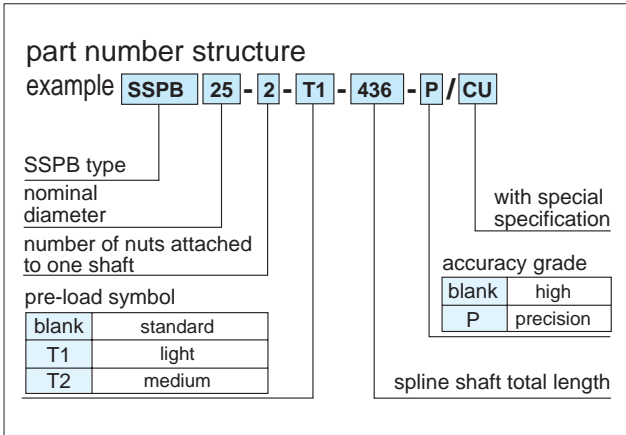 part number structure
example SSPB 25 - 2 - T1 - 436 - P / CU
SSPB type
nominal
diameter
number of nuts attached
to one shaft
pre-load symbol
blank standard
T1 light
T2 medium
with special
specification
accuracy grade
blank high
P precision
spline shaft total length